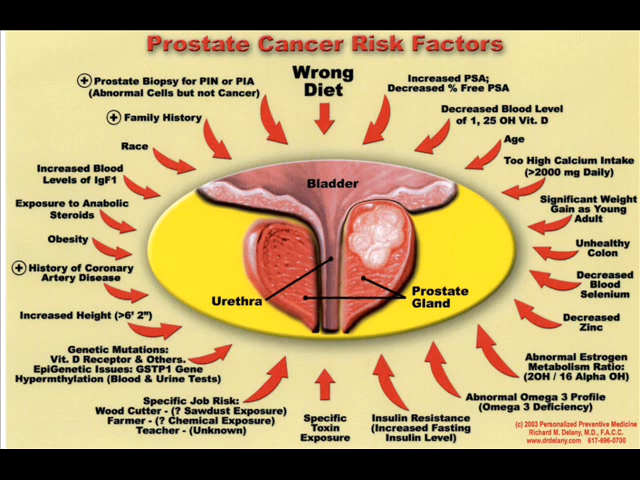 Prostate Cancer Risk Factors
Wrong
Diet
Prostate Biopsy for PIN or PIA
(Abnormal Cells but not Cancer)
Family History
Race
Increased Blood
Levels of IgF1
Exposure to Anabolic
Steroids
Obesity
History of Coronary
Artery Disease
Increased Height (>6' 2")
Genetic Mutations:
Vit. D Receptor & Others.
EpiGenetic Issues: GSTP1 Gene
Hypermthylation (Blood & Urine Tests)
Specific Job Risk:
Wood Cutter - (? Sawdust Exposure)
Farmer - (? Chemical Exposure)
Teacher - (Unknown)
Specific
Toxin
Exposure
Insulin Resistance
(Increased Fasting
Insulin Level)
Increased PSA;
Decreased % Free PSA
Decreased Blood Level
of 1, 25 OH Vit. D
Age
Too High Calcium Intake
(>2000 mg Daily)
Significant Weight
Gain as Young
Adult
Unhealthy
Colon
Decreased
Blood
Selenium
Decreased
Zinc
Abnormal Estrogen
Metabolism Ratio:
(2OH / 16 Alpha OH)
Abnormal Omega 3 Profile
(Omega 3 Deficiency)
Bladder
Urethra
Prostate
Gland
(c) 2003 Personalized Preventive Medicine
Richard M. Delany, M.D., F.A.C.C.
www.drdelany.com 617-696-0700